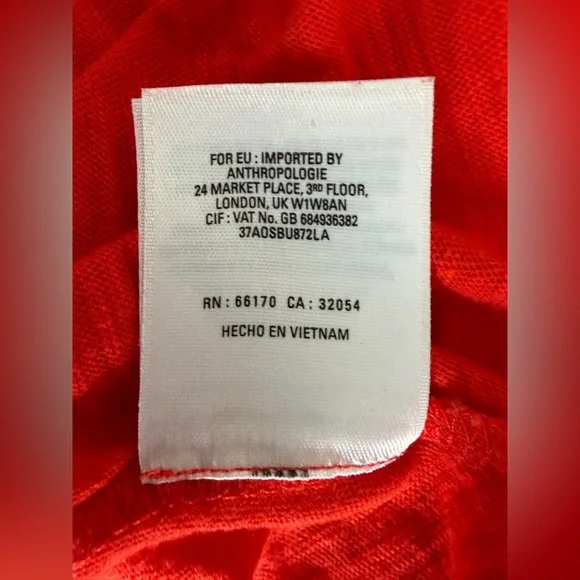 FOR EU : IMPORTED BY
ANTHROPOLOGIE
24 MARKET PLACE, 3RD FLOOR,
LONDON, UK W1W8AN
CIF : VAT No. GB 684936382
37AOSBU872LA
RN : 66170 CA : 32054
HECHO EN VIETNAM